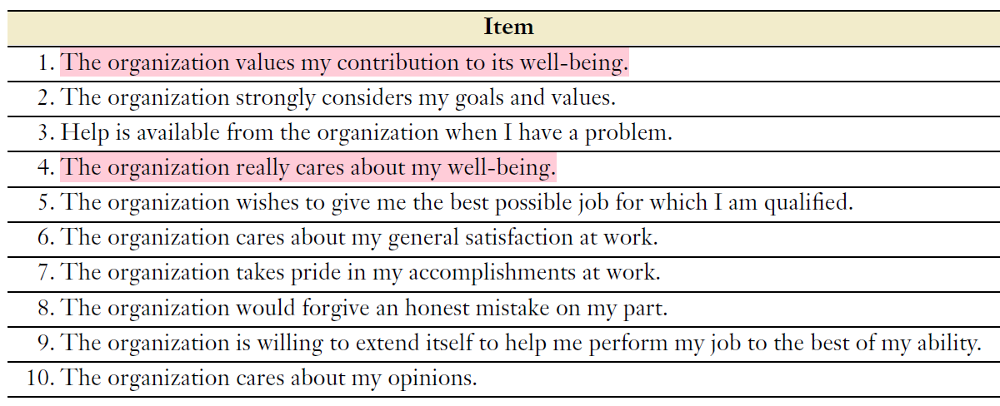 Item
1. The organization values my contribution to its well-being.
2. The organization strongly considers my goals and values.
3. Help is available from the organization when I have a problem.
4. The organization really cares about my well-being.
5. The organization wishes to give me the best possible job for which I am qualified.
6. The organization cares about my general satisfaction at work.
7. The organization takes pride in my accomplishments at work.
8. The organization would forgive an honest mistake on my part.
9. The organization is willing to extend itself to help me perform my job to the best of my ability.
10. The organization cares about my opinions.